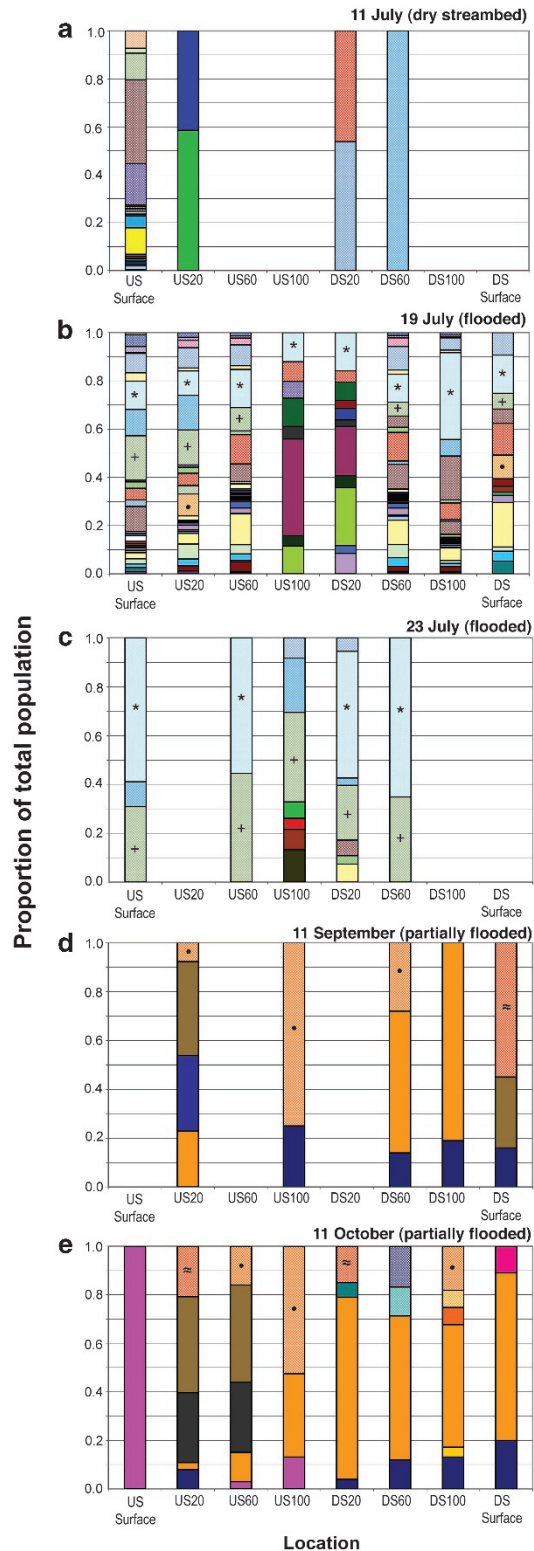 a
11 July (dry streambed)
1.0
0.8
0.6
0.4
0.2
0.0
US Surface US20 US60 US100 DS20 DS60 DS100 DS Surface
b
19 July (flooded)
1.0
0.8
0.6
0.4
0.2
0.0
* * * * * * * *
+ + + + +
• •
US Surface US20 US60 US100 DS20 DS60 DS100 DS Surface
c
23 July (flooded)
1.0
0.8
0.6
0.4
0.2
0.0
* * * *
+ + + + +
US Surface US20 US60 US100 DS20 DS60 DS100 DS Surface
Proportion of total population
d
11 September (partially flooded)
1.0
0.8
0.6
0.4
0.2
0.0
• • • ≈
US Surface US20 US60 US100 DS20 DS60 DS100 DS Surface
e
11 October (partially flooded)
1.0
0.8
0.6
0.4
0.2
0.0
≈ • • ≈ •
US Surface US20 US60 US100 DS20 DS60 DS100 DS Surface
Location